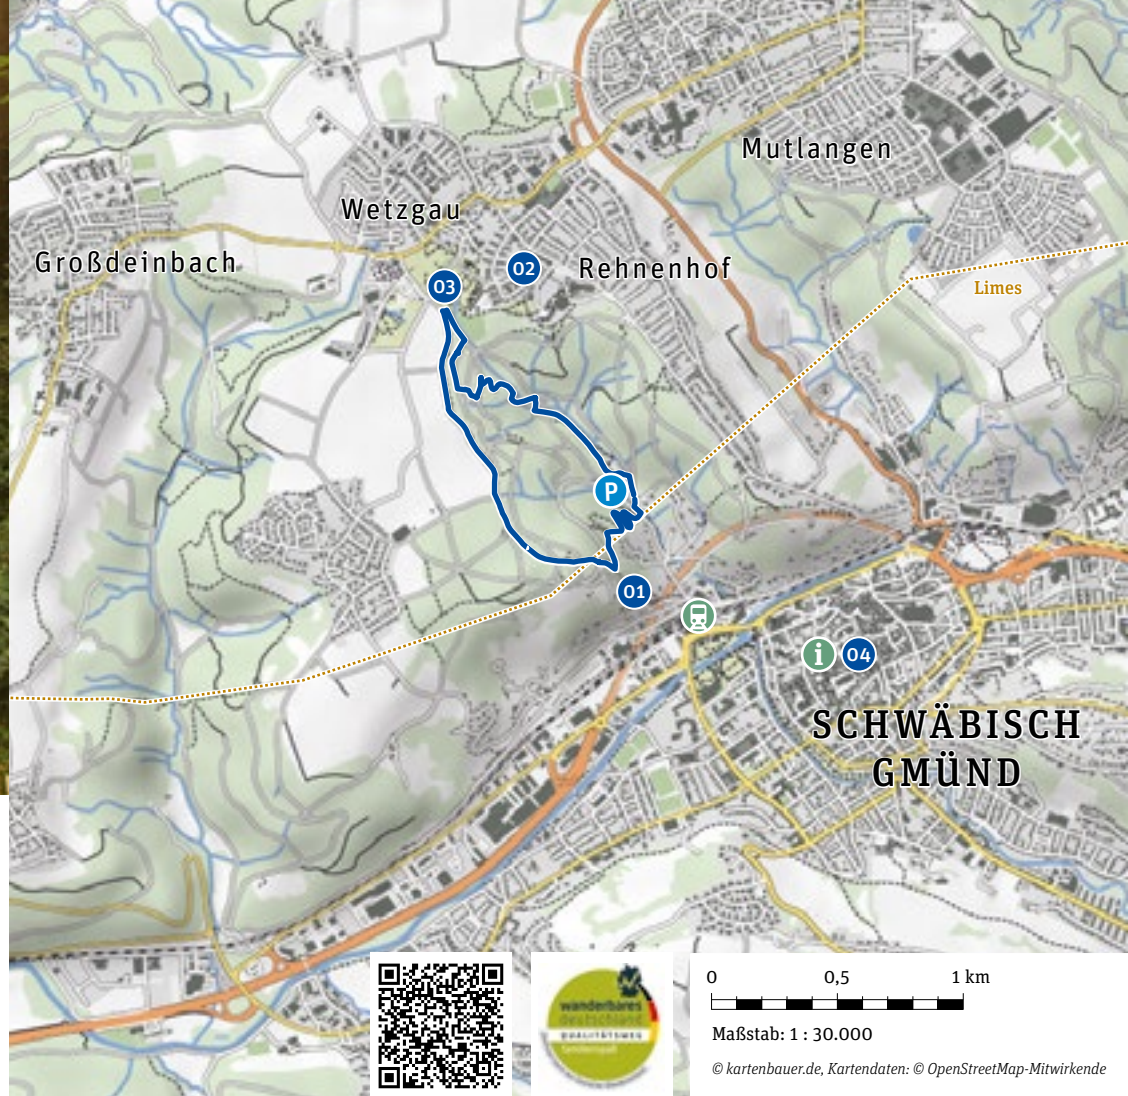 Mutlangen
Wetzgau
Großdeinbach
03
02
Rehnenhof
Limes
P
01
i
04
SCHWÄBISCH
GMÜND
wanderbares
deutschland
QUALITÄTSWEG
0 0,5 1 km
Maßstab: 1 : 30.000
© kartenbauer.de, Kartendaten: © OpenStreetMap-Mitwirkende